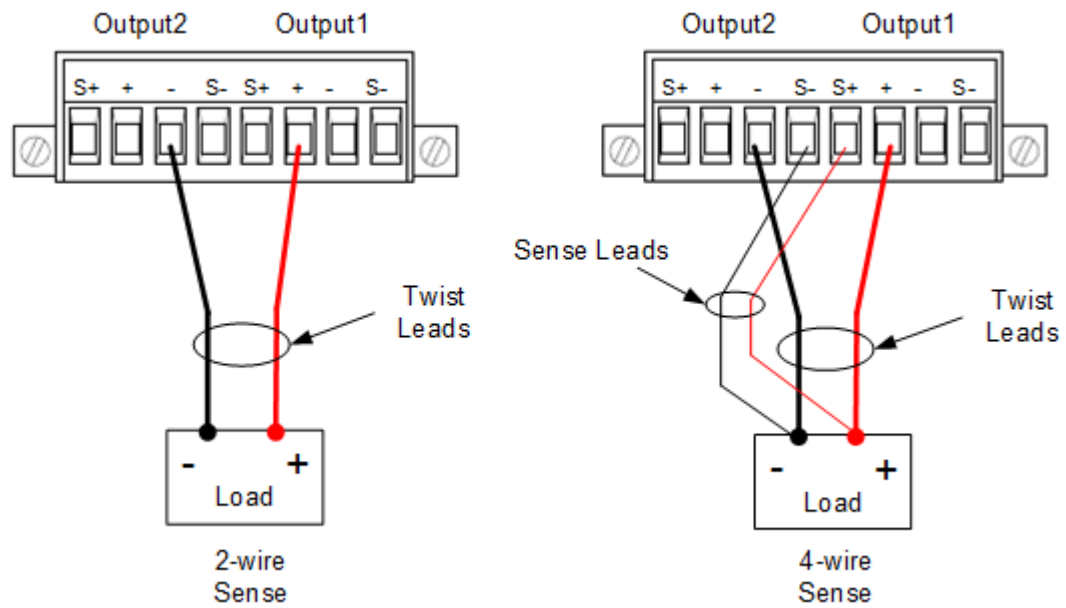 Output2 Output1
S+ + - S- S+ + - S-
Twist
Leads
- +
Load
2-wire
Sense
Output2 Output1
S+ + - S- S+ + - S-
Sense Leads
Twist
Leads
- +
Load
4-wire
Sense